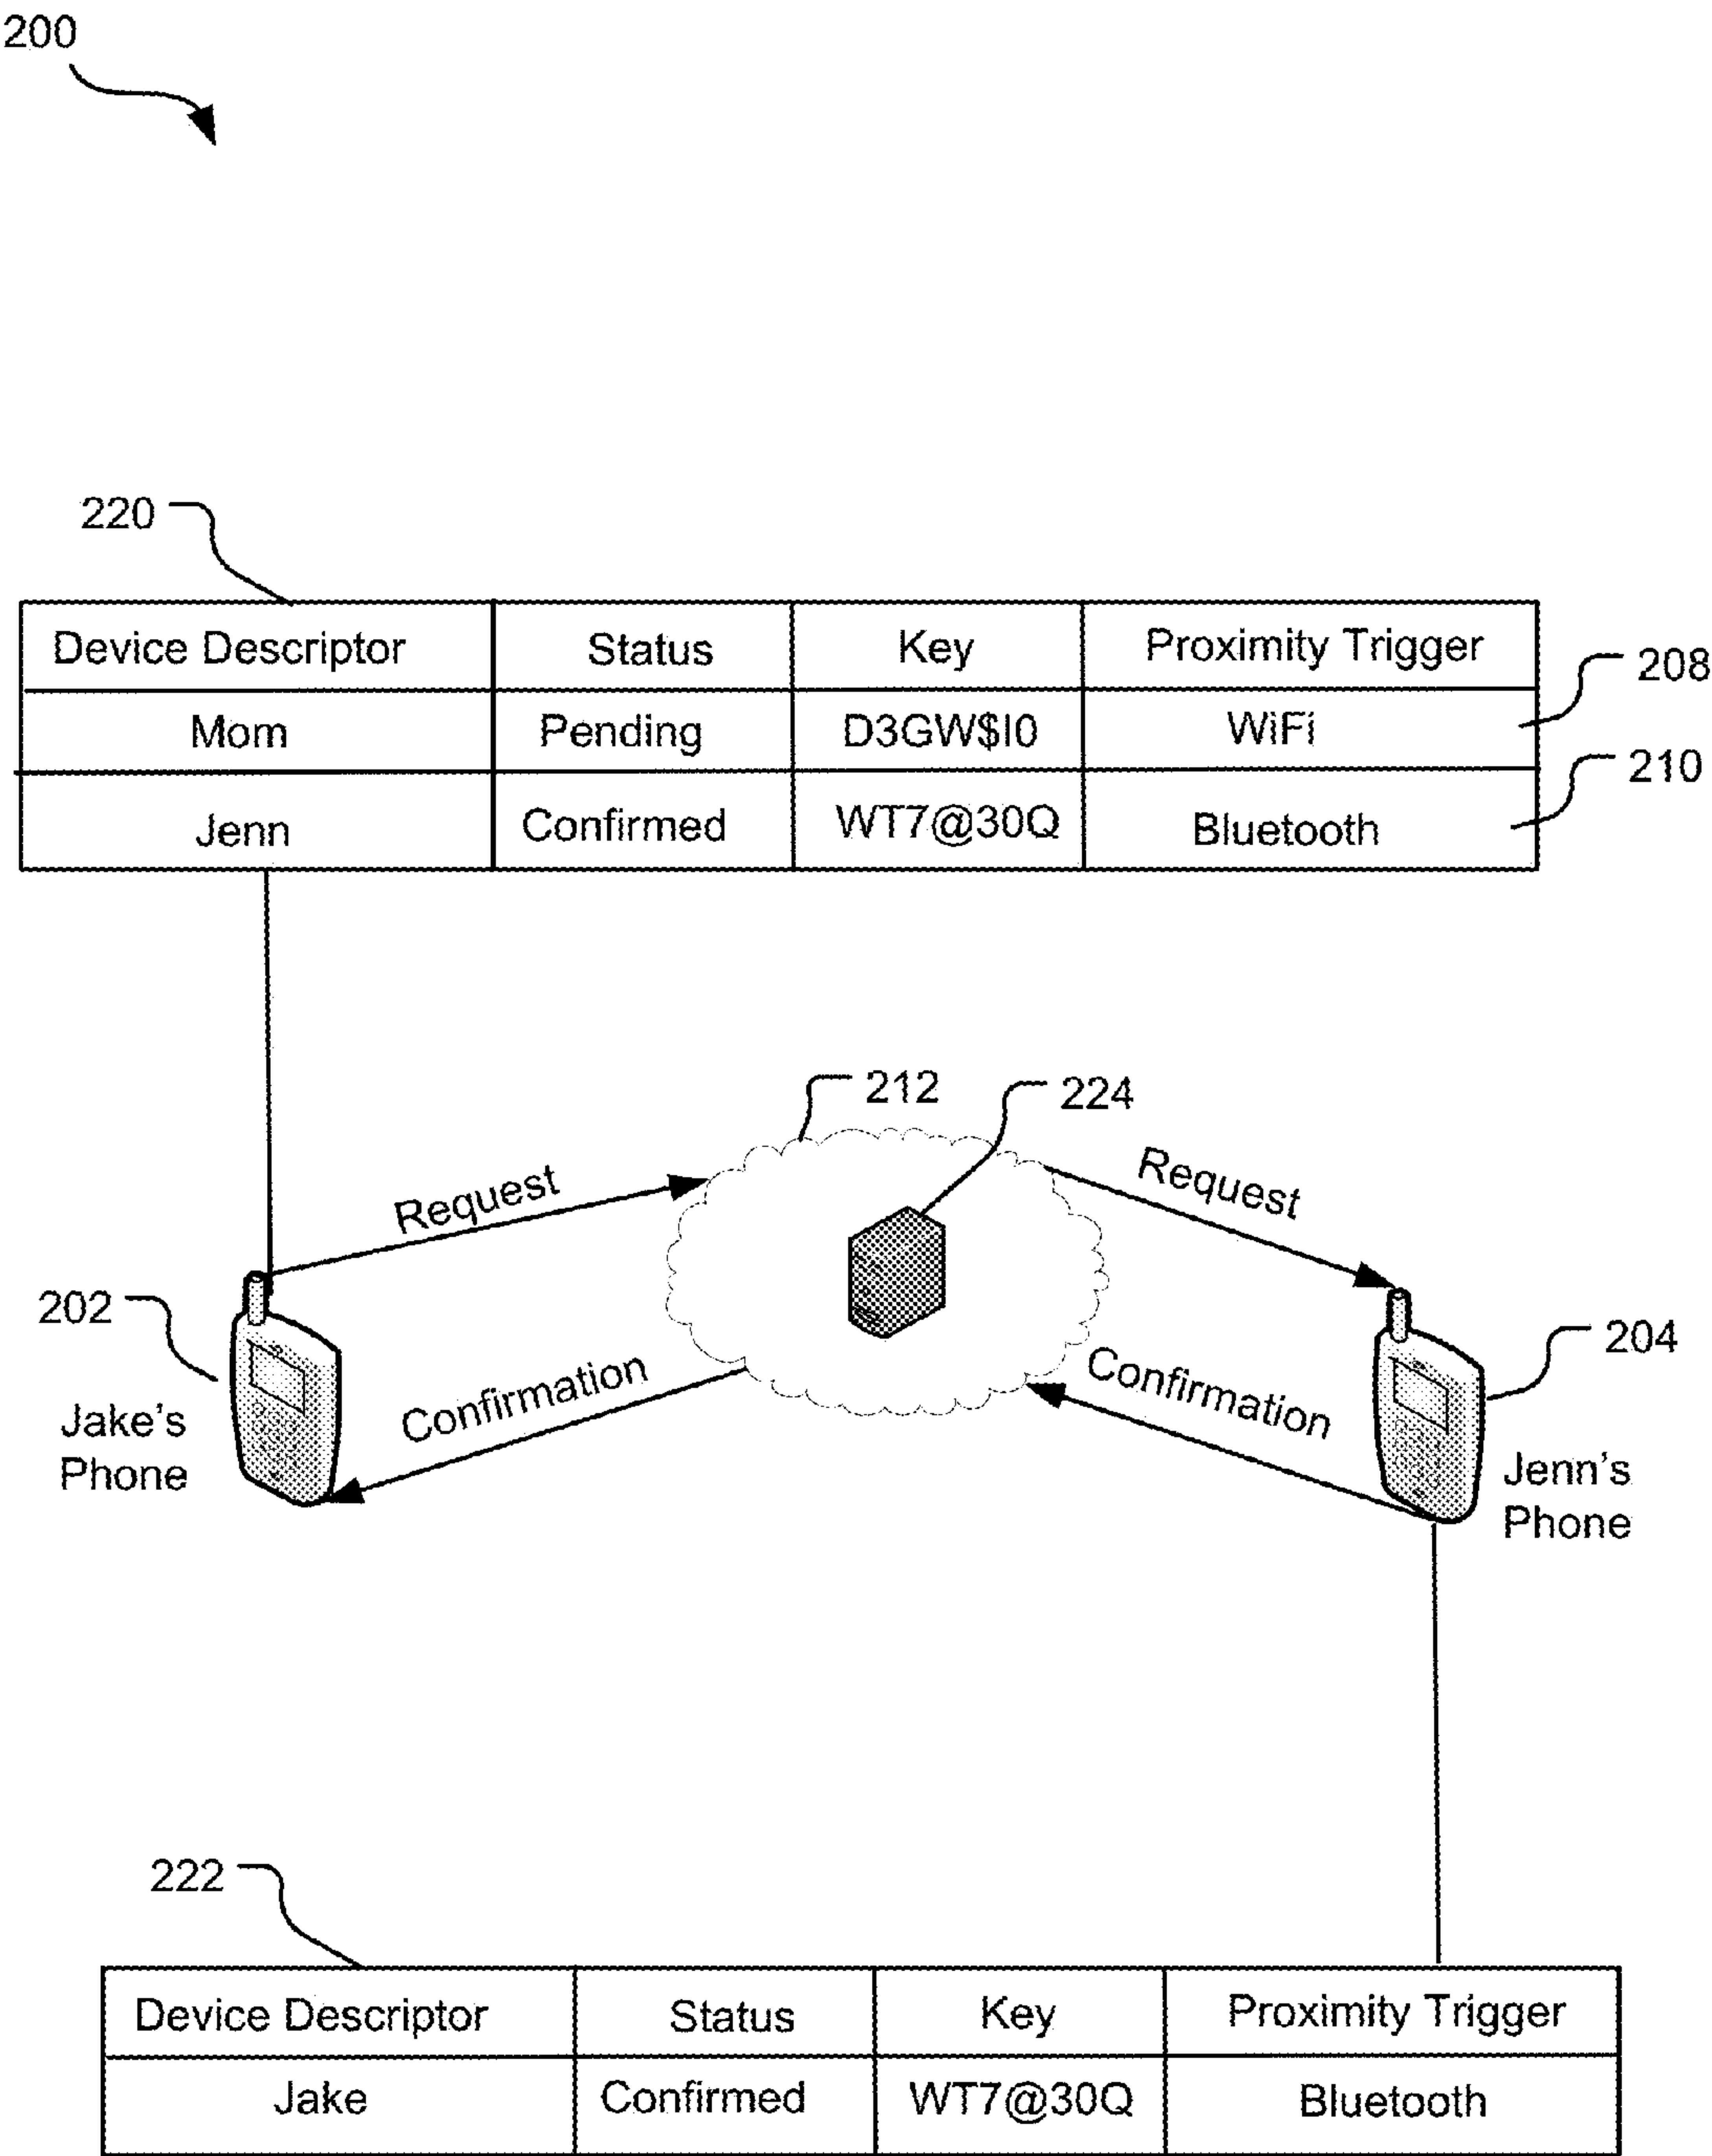 200
220
Device Descriptor Status Key Proximity Trigger
208
Mom Pending D3GW$I0 WiFi
210
Jenn Confirmed WT7@30Q Bluetooth
212
224
Request
Request
202
204
Confirmation
Confirmation
Jake's
Phone
Jenn's
Phone
222
Device Descriptor Status Key Proximity Trigger
Jake Confirmed WT7@30Q Bluetooth